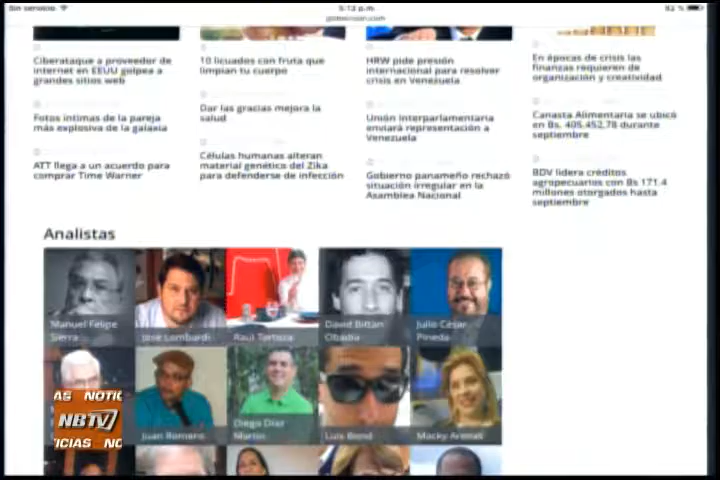 Sin servicio
5:12 p.m.
82 %
globovision.com
Ciberataque a proveedor de
internet en EEUU golpea a
grandes sitios web
10 licuados con fruta que
limpian tu cuerpo
HRW pide presión
internacional para resolver
crisis en Venezuela
En épocas de crisis las
finanzas requieren de
organización y creatividad
Fotos íntimas de la pareja
más explosiva de la galaxia
Dar las gracias mejora la
salud
Unión Interparlamentaria
enviará representación a
Venezuela
Canasta Alimentaria se ubicó
en Bs. 405.452,78 durante
septiembre
ATT llega a un acuerdo para
comprar Time Warner
Células humanas alteran
material genético del Zika
para defenderse de infección
Gobierno panameño rechazó
situación irregular en la
Asamblea Nacional
BDV lidera créditos
agropecuarios con Bs 171.4
millones otorgados hasta
septiembre
Analistas
Manuel Felipe
Sierra
José Lombardi
Raúl Tortoza
David Bittan
Obadia
Julio César
Pineda
Juan Romero
Diego Díaz
Martín
Luis Bond
Macky Arenas
AS NOTIC
NBTV
ICIAS NO